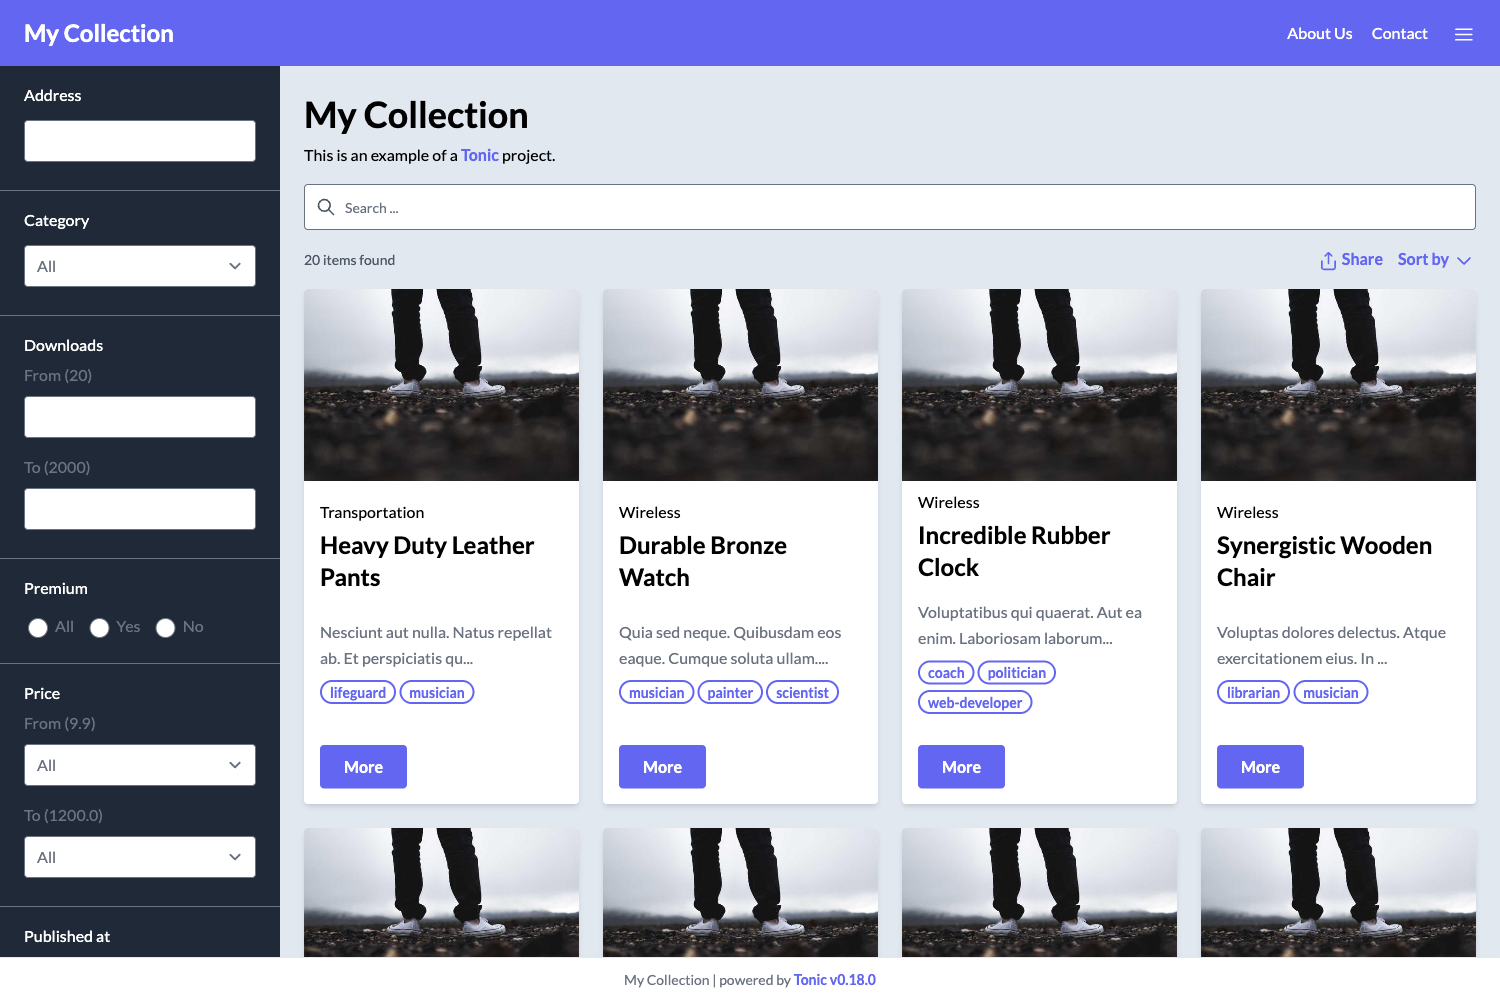 My Collection
About Us
Contact
Address
Category
All
Downloads
From (20)
To (2000)
Premium
All
Yes
No
Price
From (9.9)
All
To (1200.0)
All
Published at
My Collection
This is an example of a Tonic project.
Search ...
20 items found
Share
Sort by
Transportation
Heavy Duty Leather
Pants
Nesciunt aut nulla. Natus repellat
ab. Et perspiciatis qu...
lifeguard
musician
More
Wireless
Durable Bronze
Watch
Quia sed neque. Quibusdam eos
eaque. Cumque soluta ullam....
musician
painter
scientist
More
Wireless
Incredible Rubber
Clock
Voluptatibus qui quaerat. Aut ea
enim. Laboriosam laborum...
coach
politician
web-developer
More
Wireless
Synergistic Wooden
Chair
Voluptas dolores delectus. Atque
exercitationem eius. In ...
librarian
musician
More
My Collection | powered by Tonic v0.18.0